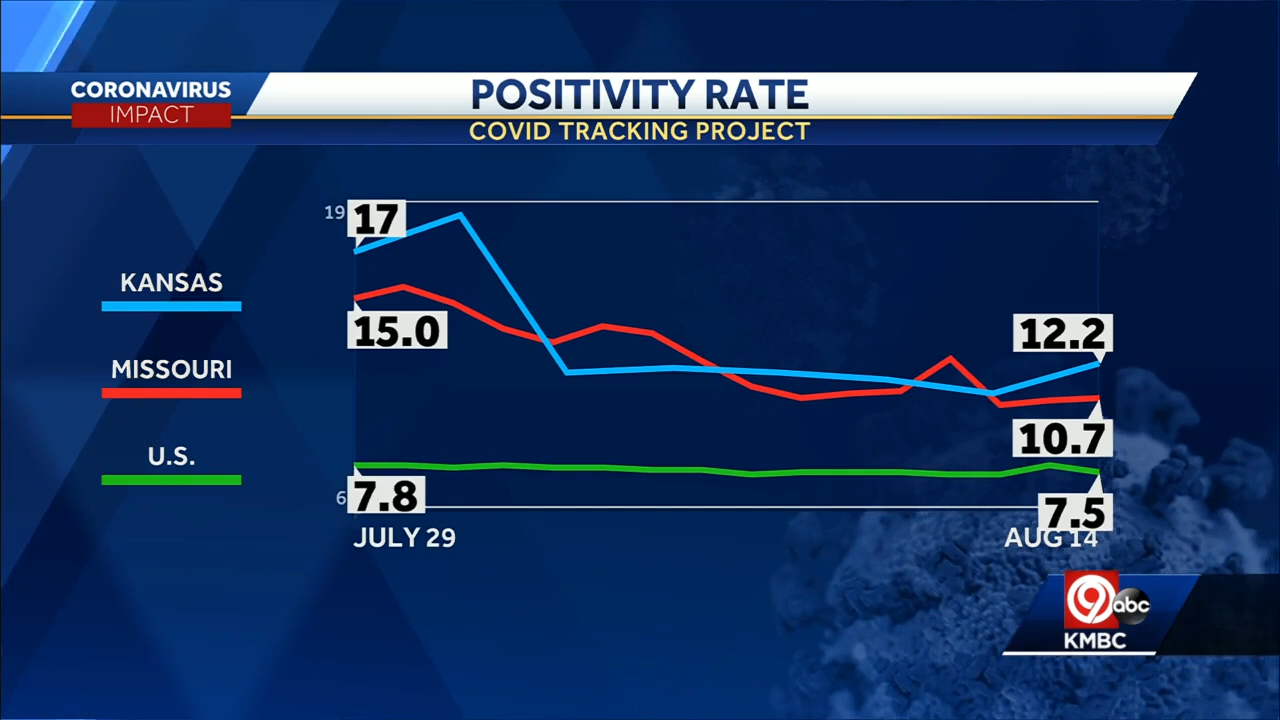 CORONAVIRUS
IMPACT
POSITIVITY RATE
COVID TRACKING PROJECT
19
17
KANSAS
15.0
12.2
MISSOURI
10.7
U.S.
6
7.8
7.5
JULY 29
AUG 14
9 abc
KMBC